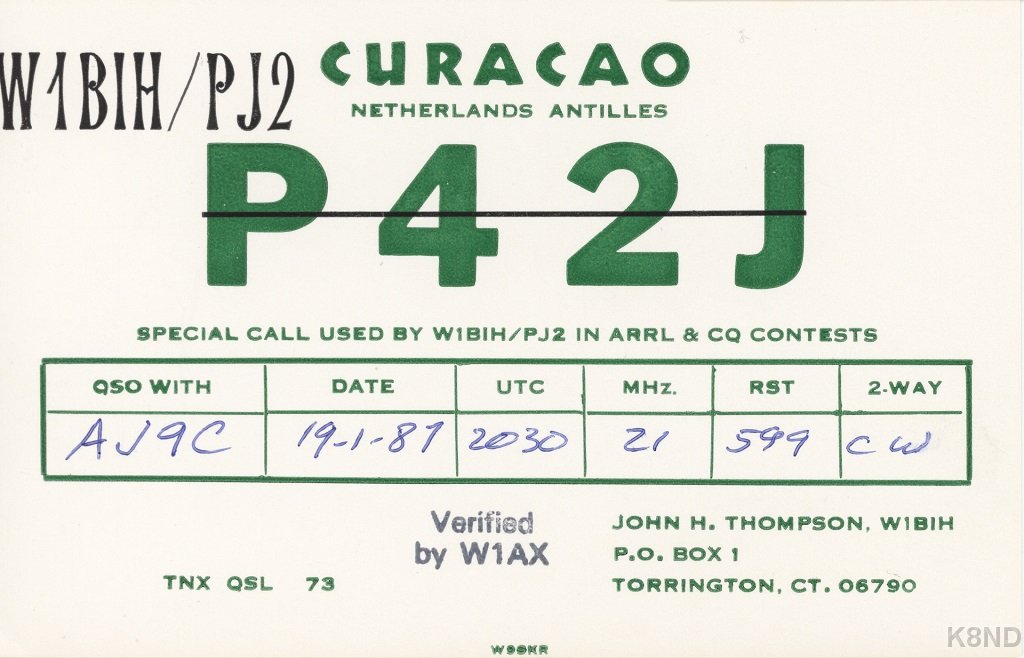 W1BIH/PJ2
CURACAO
NETHERLANDS ANTILLES
P42J
SPECIAL CALL USED BY W1BIH/PJ2 IN ARRL & CQ CONTESTS
QSO WITH DATE UTC MHz. RST 2-WAY
AJ9C 19-1-87 2030 21 599 CW
Verified
by W1AX
JOHN H. THOMPSON, W1BIH
P.O. BOX 1
TORRINGTON, CT. 06790
TNX QSL 73
K8ND